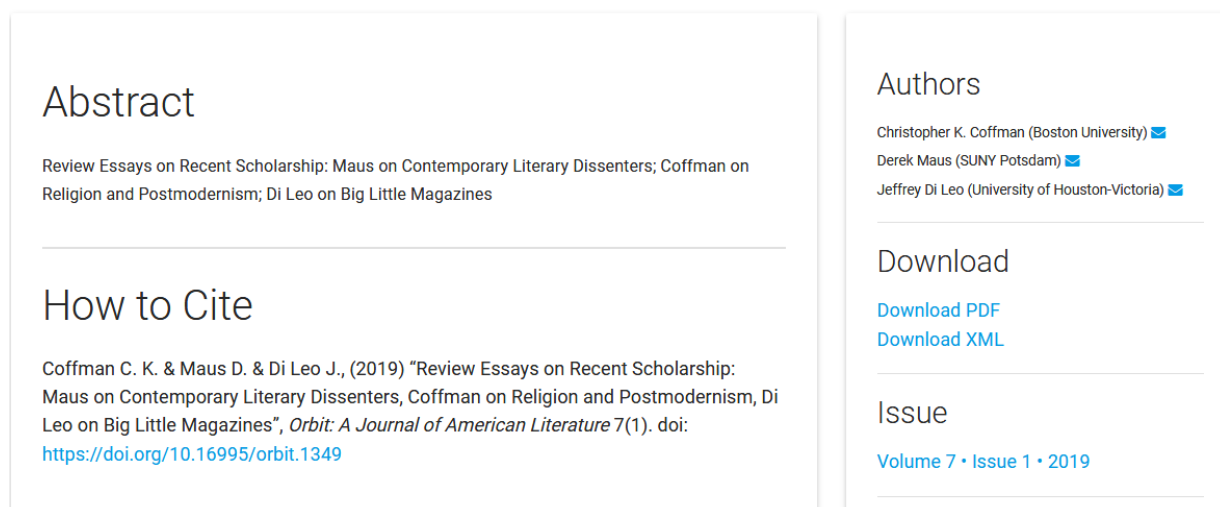 Abstract
Review Essays on Recent Scholarship: Maus on Contemporary Literary Dissenters; Coffman on
Religion and Postmodernism; Di Leo on Big Little Magazines
How to Cite
Coffman C. K. & Maus D. & Di Leo J., (2019) “Review Essays on Recent Scholarship:
Maus on Contemporary Literary Dissenters, Coffman on Religion and Postmodernism, Di
Leo on Big Little Magazines”, Orbit: A Journal of American Literature 7(1). doi:
https://doi.org/10.16995/orbit.1349
Authors
Christopher K. Coffman (Boston University)
Derek Maus (SUNY Potsdam)
Jeffrey Di Leo (University of Houston-Victoria)
Download
Download PDF
Download XML
Issue
Volume 7 • Issue 1 • 2019